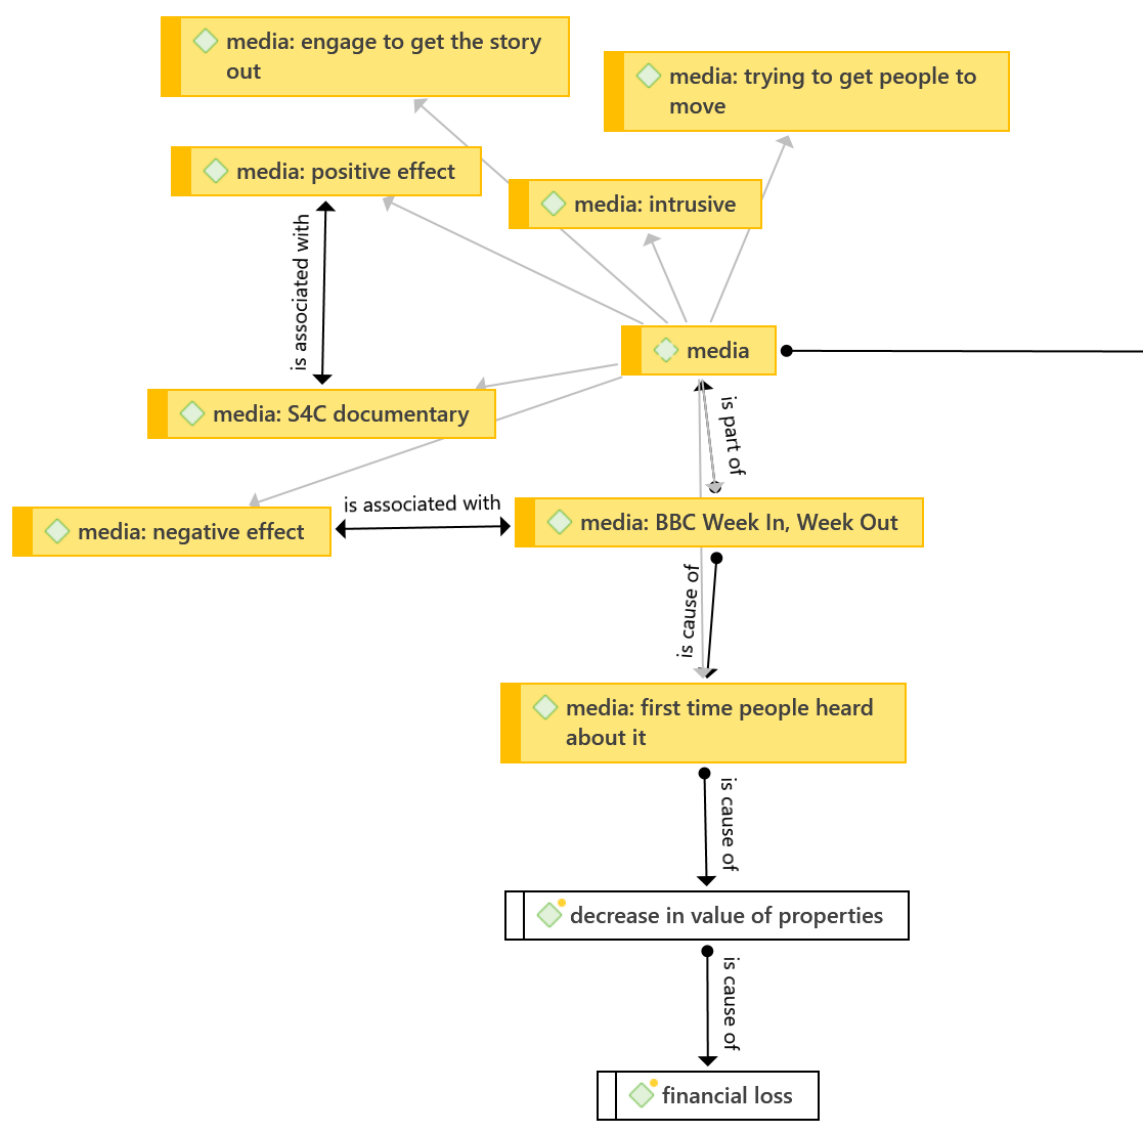 media: engage to get the story
out
media: trying to get people to
move
media: positive effect
media: intrusive
is associated with
media
media: S4C documentary
is part of
is associated with
media: negative effect
media: BBC Week In, Week Out
is cause of
media: first time people heard
about it
is cause of
decrease in value of properties
is cause of
financial loss